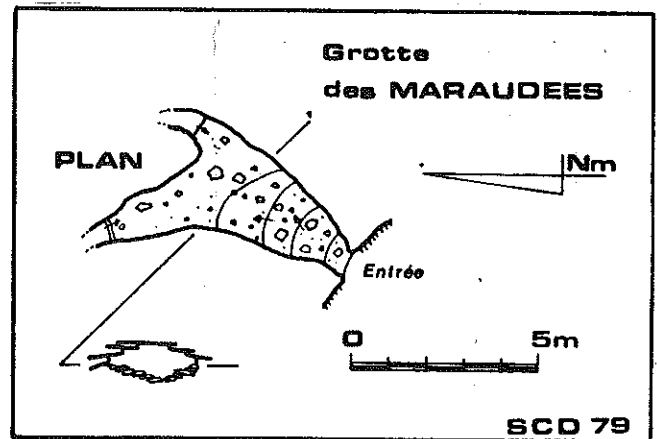 Grotte
des MARAUDEES
PLAN
Nm
Entrée
0 5m
SCD 79